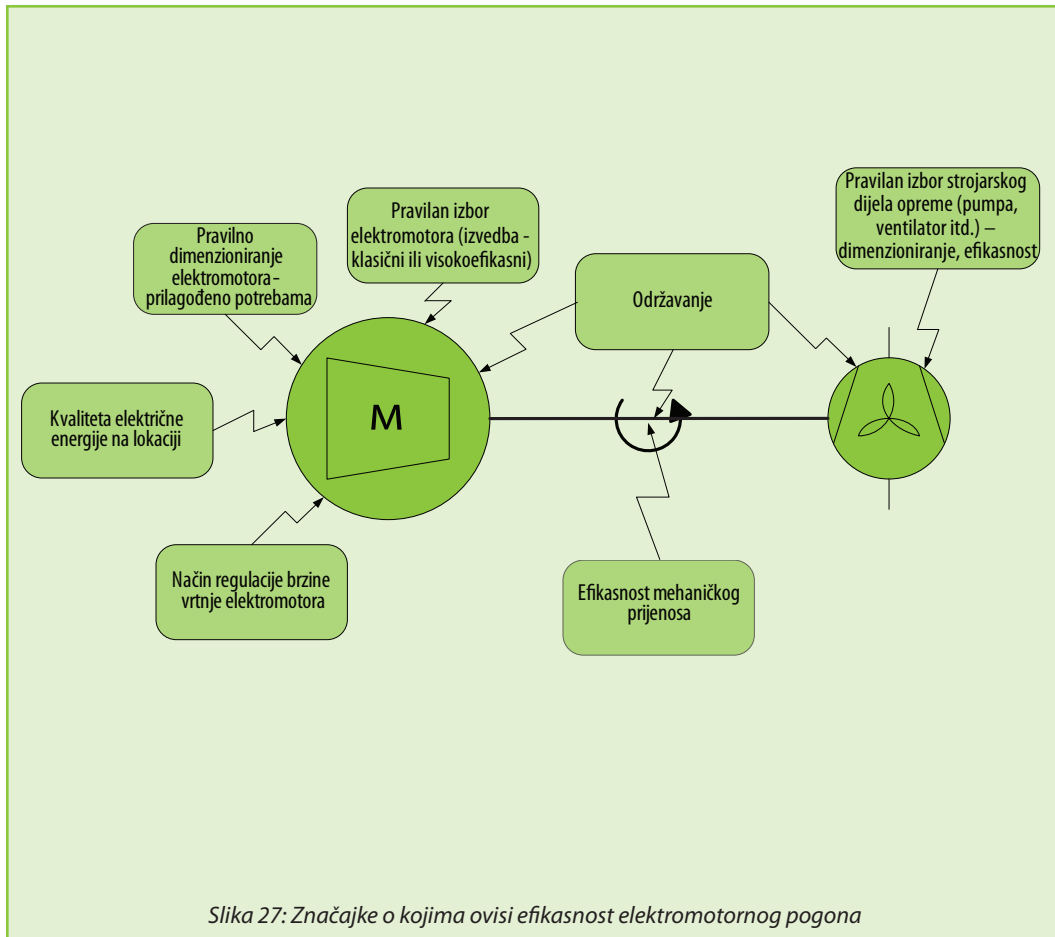 Pravilno
dimenzioniranje
elektromotora-
prilagođeno potrebama
Pravilan izbor
elektromotora (izvedba -
klasični ili visokoefikasni)
Održavanje
Pravilan izbor strojarskog
dijela opreme (pumpa,
ventilator itd.) –
dimenzioniranje, efikasnost
Kvaliteta električne
energije na lokaciji
M
Način regulacije brzine
vrtnje elektromotora
Efikasnost mehaničkog
prijenosa
Slika 27: Značajke o kojima ovisi efikasnost elektromotornog pogona